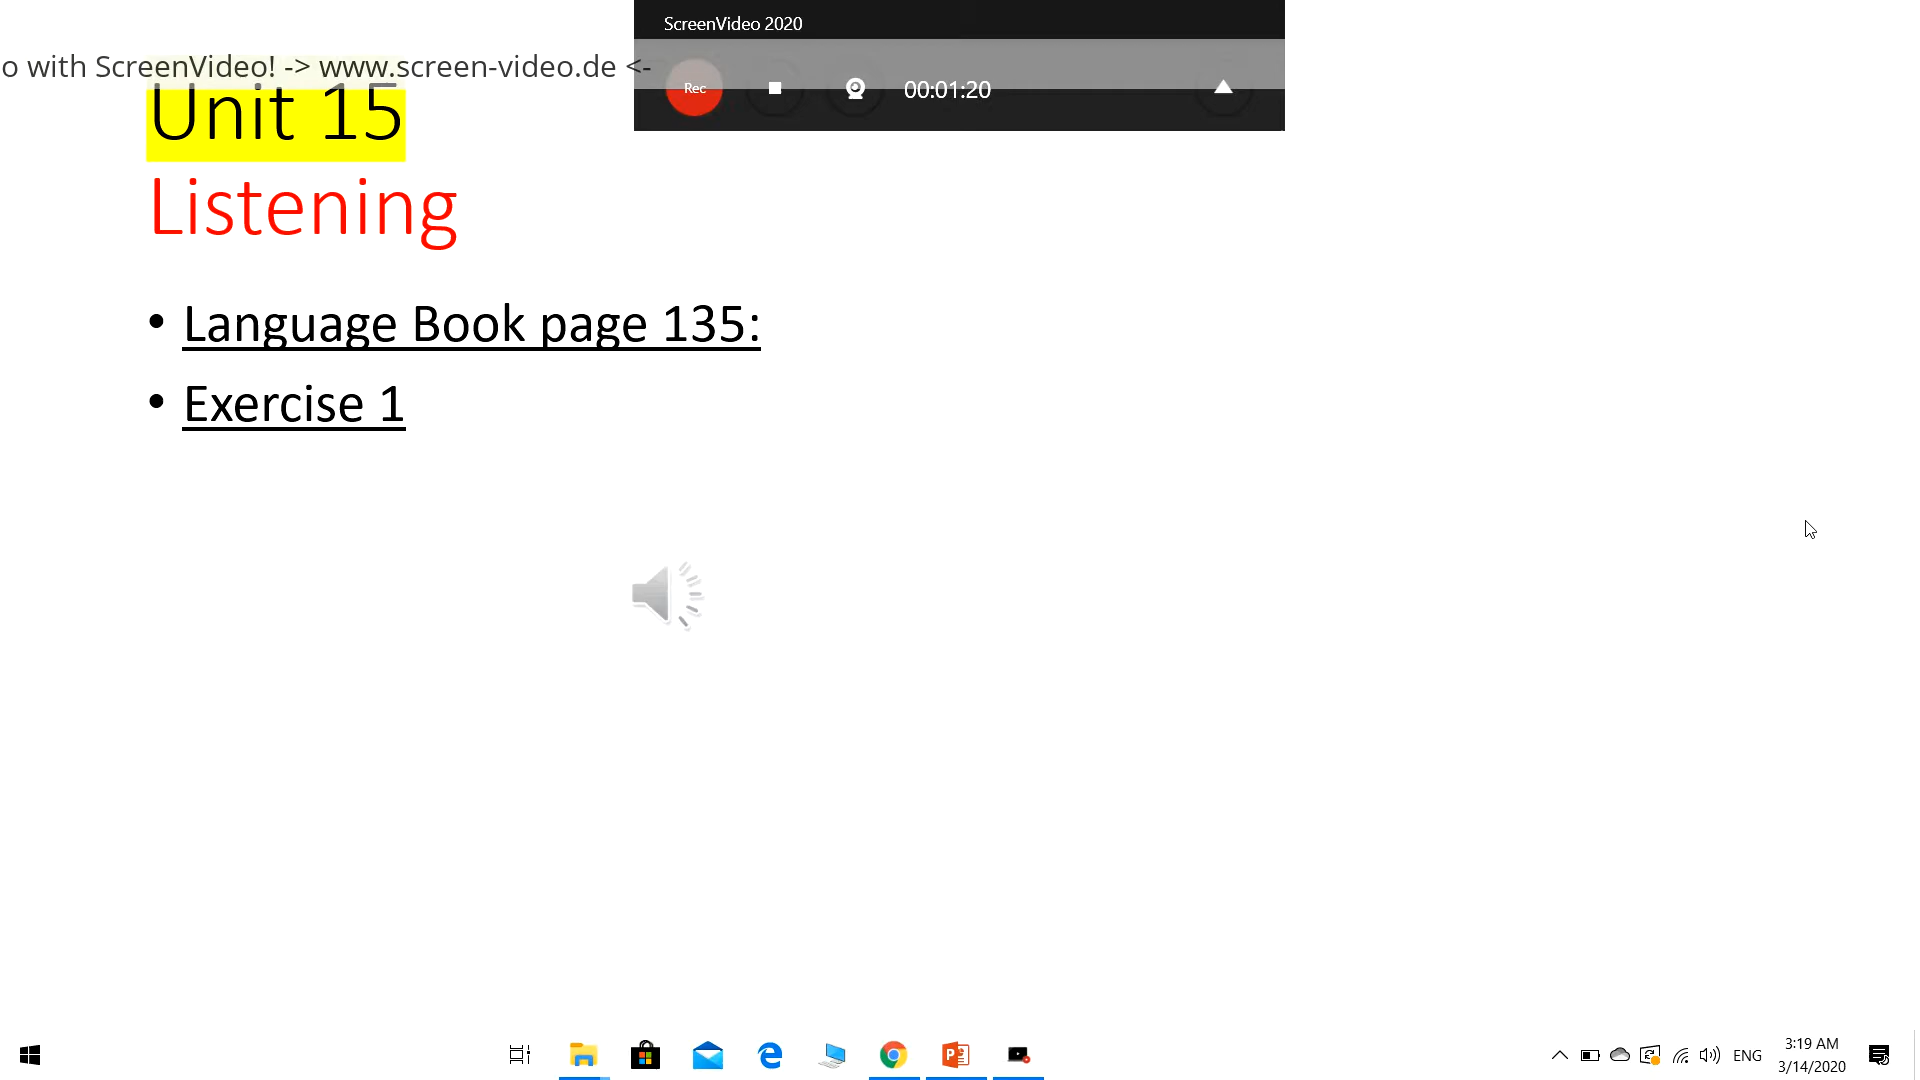 ScreenVideo 2020
o with ScreenVideo! -> www.screen-video.de <-
Rec
00:01:20
Unit 15
Listening
• Language Book page 135:
• Exercise 1
ENG
3:19 AM
3/14/2020